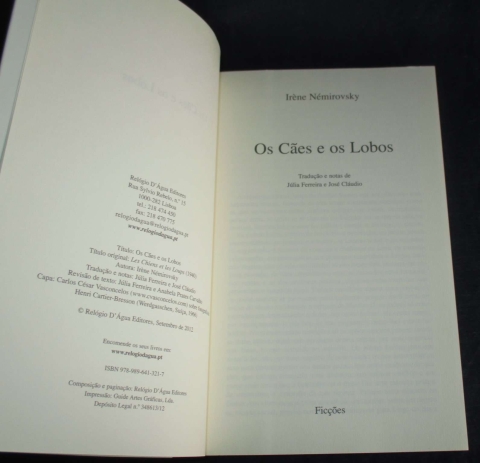 Relógio D'Água Editores
Rua Sylvio Rebelo, n.º 15
1000-282 Lisboa
tel.: 218 474 450
fax: 218 470 775
relogiodagua@relogiodagua.pt
www.relogiodagua.pt
Título: Os Cães e os Lobos
Título original: Les Chiens et les Loups (1940)
Autora: Irène Némirovsky
Tradução e notas: Júlia Ferreira e José Cláudio
Revisão de texto: Júlia Ferreira e Anabela Prates Carvalho
Capa: Carlos César Vasconcelos (www.cvasconcelos.com)
Henri Cartier-Bresson
© Relógio D'Água Editores, Setembro de 2012
Encomende os seus livros em:
www.relogiodagua.pt
ISBN 978-989-641-321-7
Composição e paginação: Relógio D'Água Editores
Impressão: Guide Artes Gráficas, Lda.
Depósito Legal n.º
Irène Némirovsky
Os Cães e os Lobos
Tradução e notas de
Júlia Ferreira e José Cláudio
Ficções